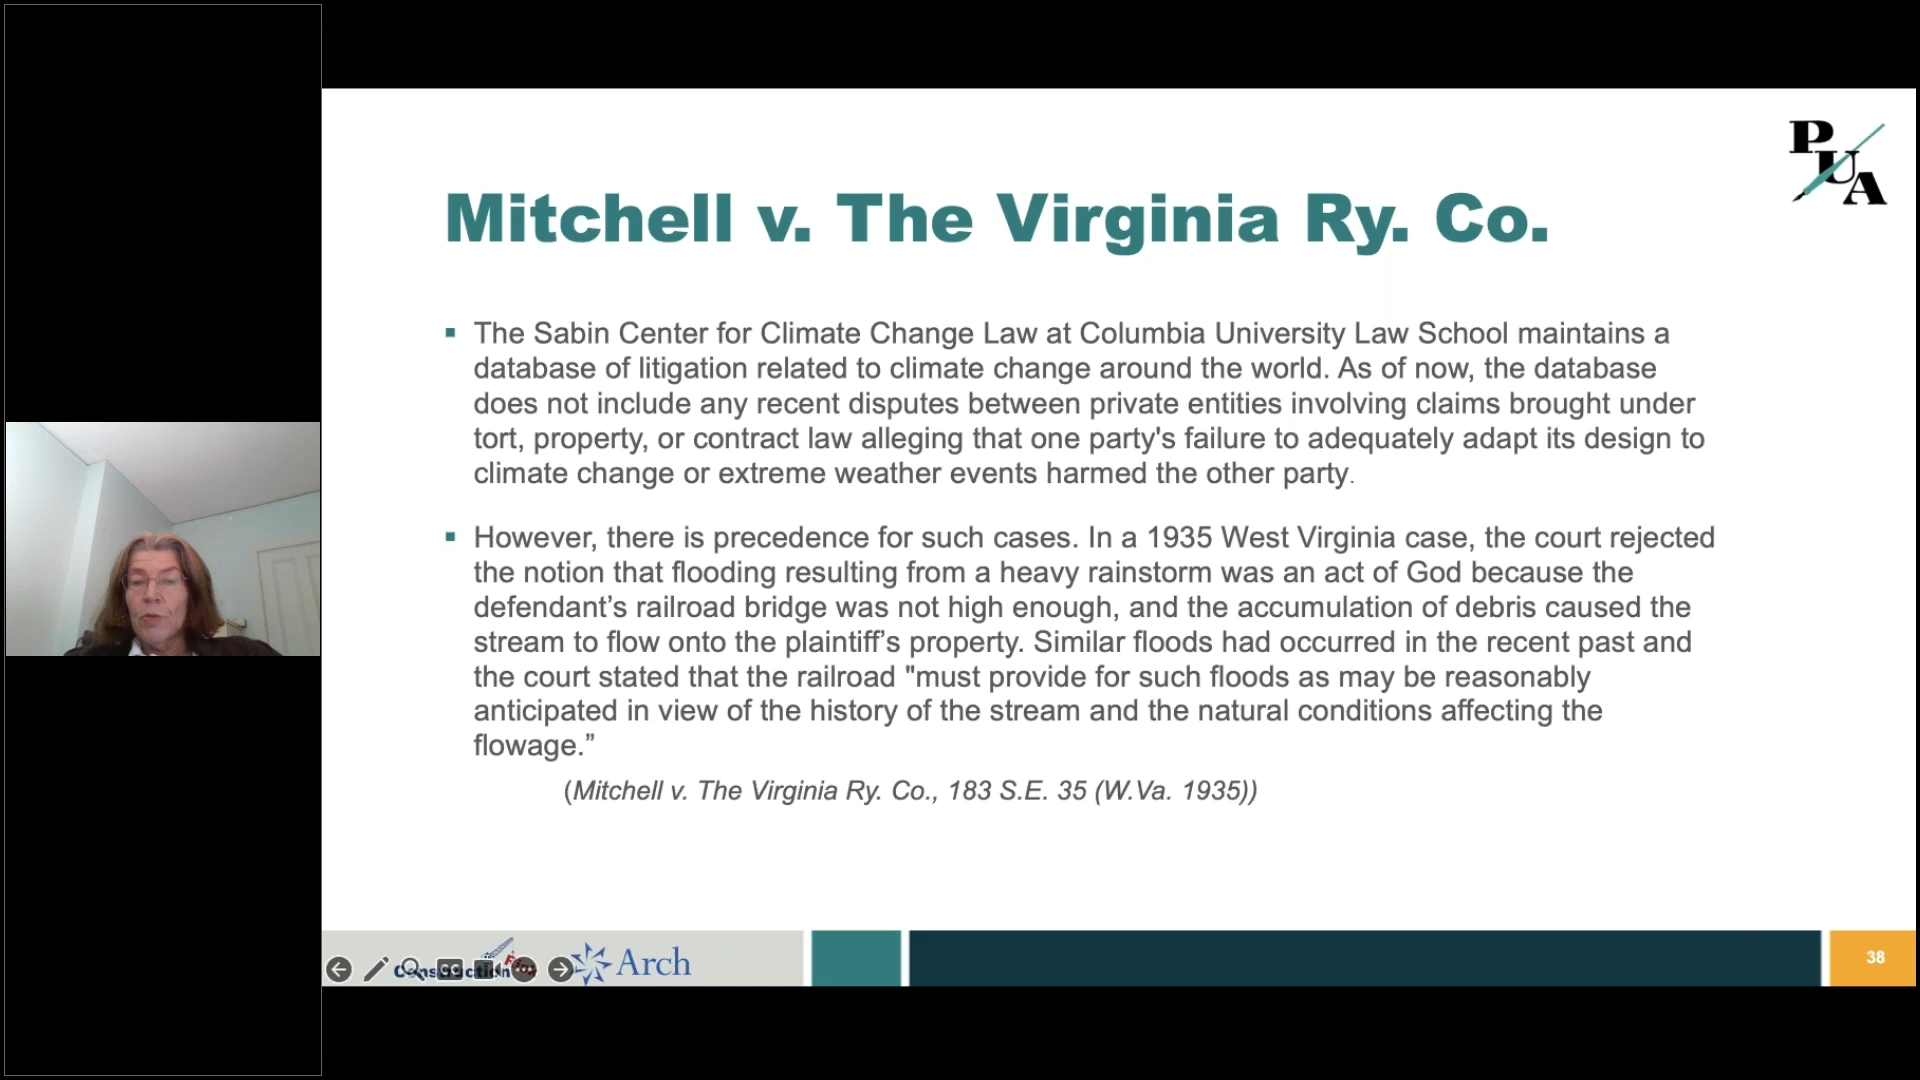 P
U
A
Mitchell v. The Virginia Ry. Co.
▪ The Sabin Center for Climate Change Law at Columbia University Law School maintains a
database of litigation related to climate change around the world. As of now, the database
does not include any recent disputes between private entities involving claims brought under
tort, property, or contract law alleging that one party's failure to adequately adapt its design to
climate change or extreme weather events harmed the other party.
▪ However, there is precedence for such cases. In a 1935 West Virginia case, the court rejected
the notion that flooding resulting from a heavy rainstorm was an act of God because the
defendant’s railroad bridge was not high enough, and the accumulation of debris caused the
stream to flow onto the plaintiff’s property. Similar floods had occurred in the recent past and
the court stated that the railroad "must provide for such floods as may be reasonably
anticipated in view of the history of the stream and the natural conditions affecting the
flowage.”
(Mitchell v. The Virginia Ry. Co., 183 S.E. 35 (W.Va. 1935))
Construction
CC
Arch
38